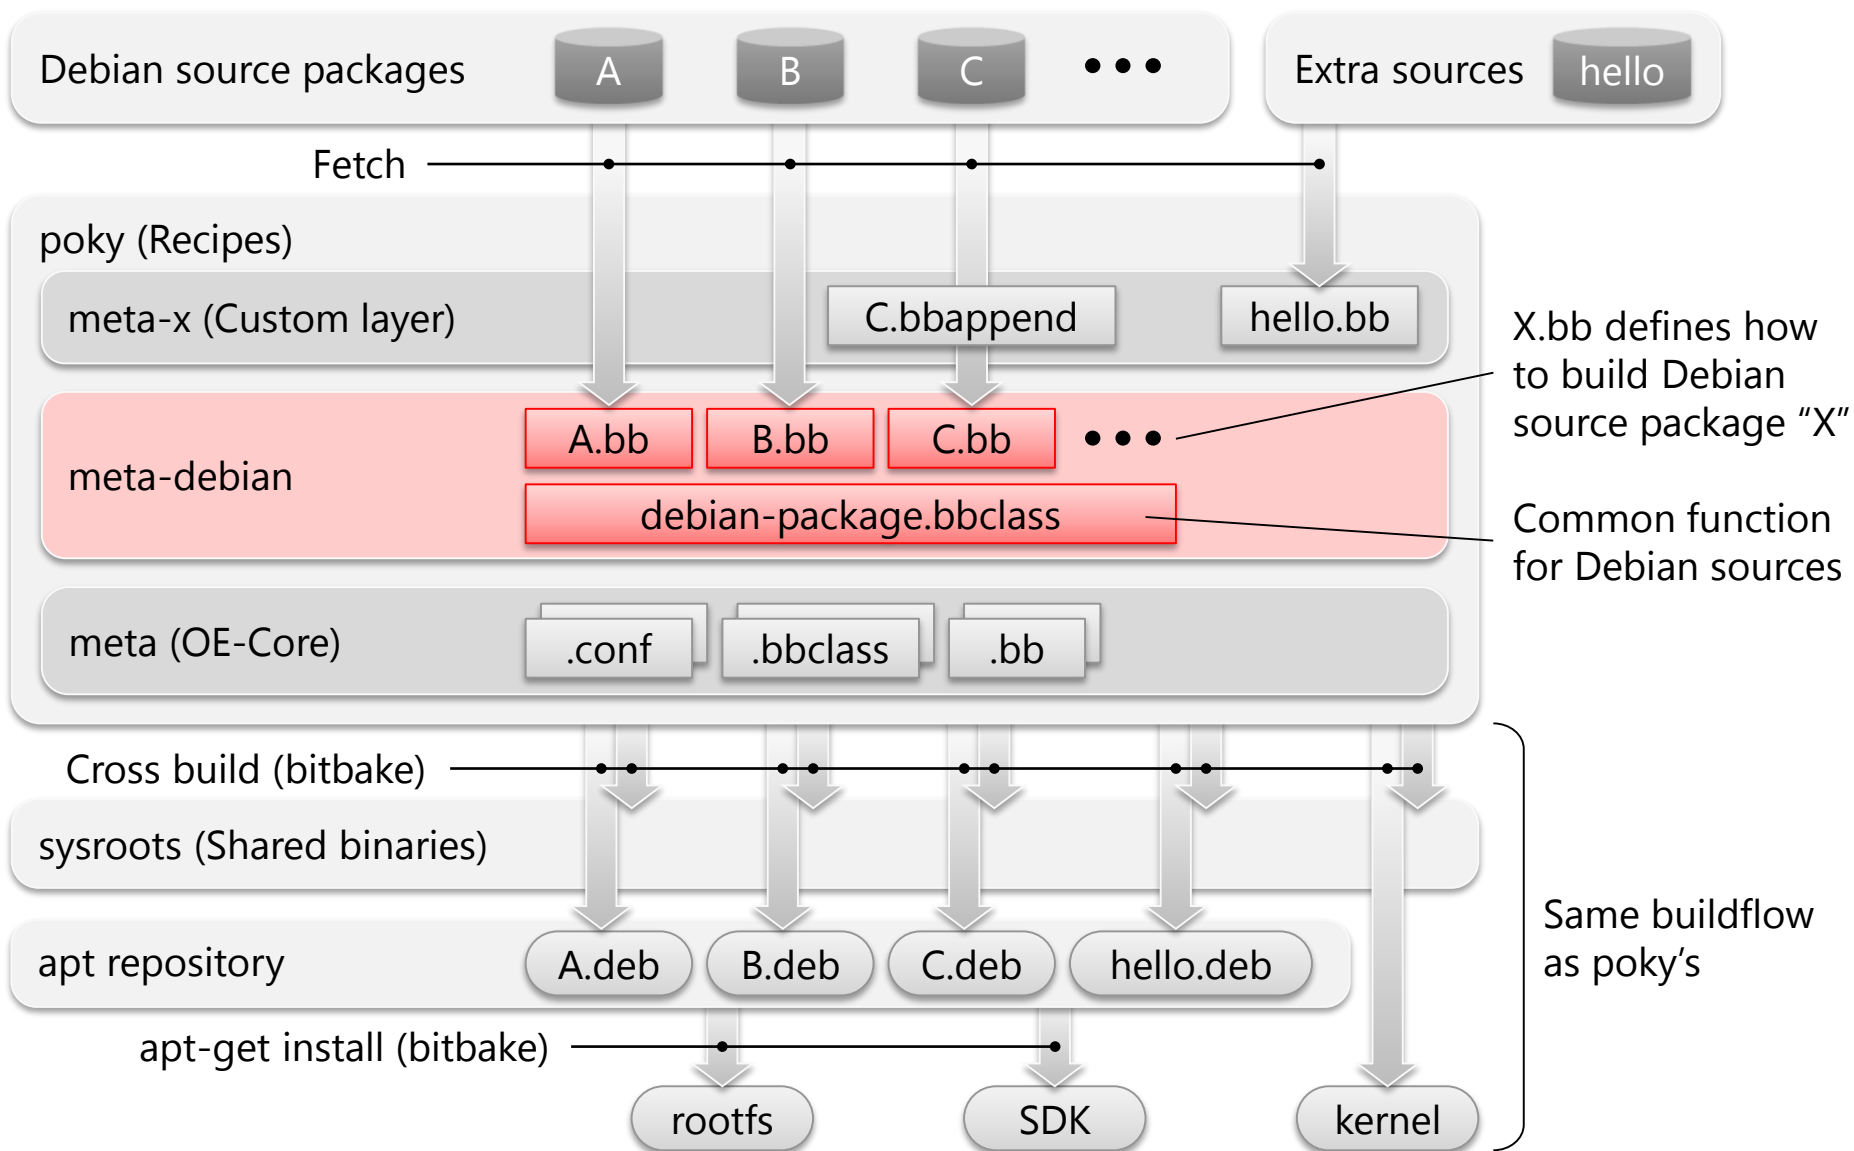 Debian source packages
A
B
C
•••
Extra sources
hello
Fetch
poky (Recipes)
meta-x (Custom layer)
C.bbappend
hello.bb
X.bb defines how
to build Debian
source package “X”
meta-debian
A.bb
B.bb
C.bb
•••
debian-package.bbclass
Common function
for Debian sources
meta (OE-Core)
.conf
.bbclass
.bb
Cross build (bitbake)
sysroots (Shared binaries)
Same buildflow
as poky’s
apt repository
A.deb
B.deb
C.deb
hello.deb
apt-get install (bitbake)
rootfs
SDK
kernel